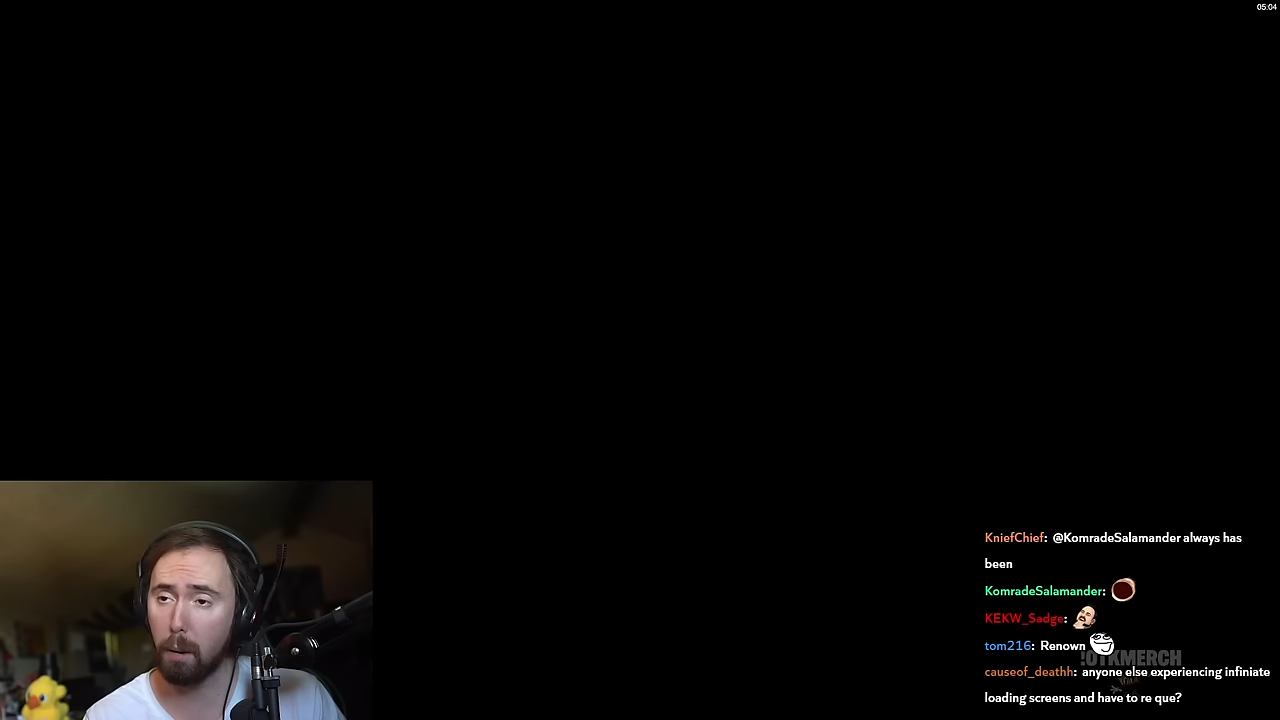 05:04
KniefChief: @KomradeSalamander always has
been
KomradeSalamander:
KEKW_Sadge:
tom216: Renown
!OTKMERCH
causeof_deathh: anyone else experiencing infiniate
loading screens and have to re que?